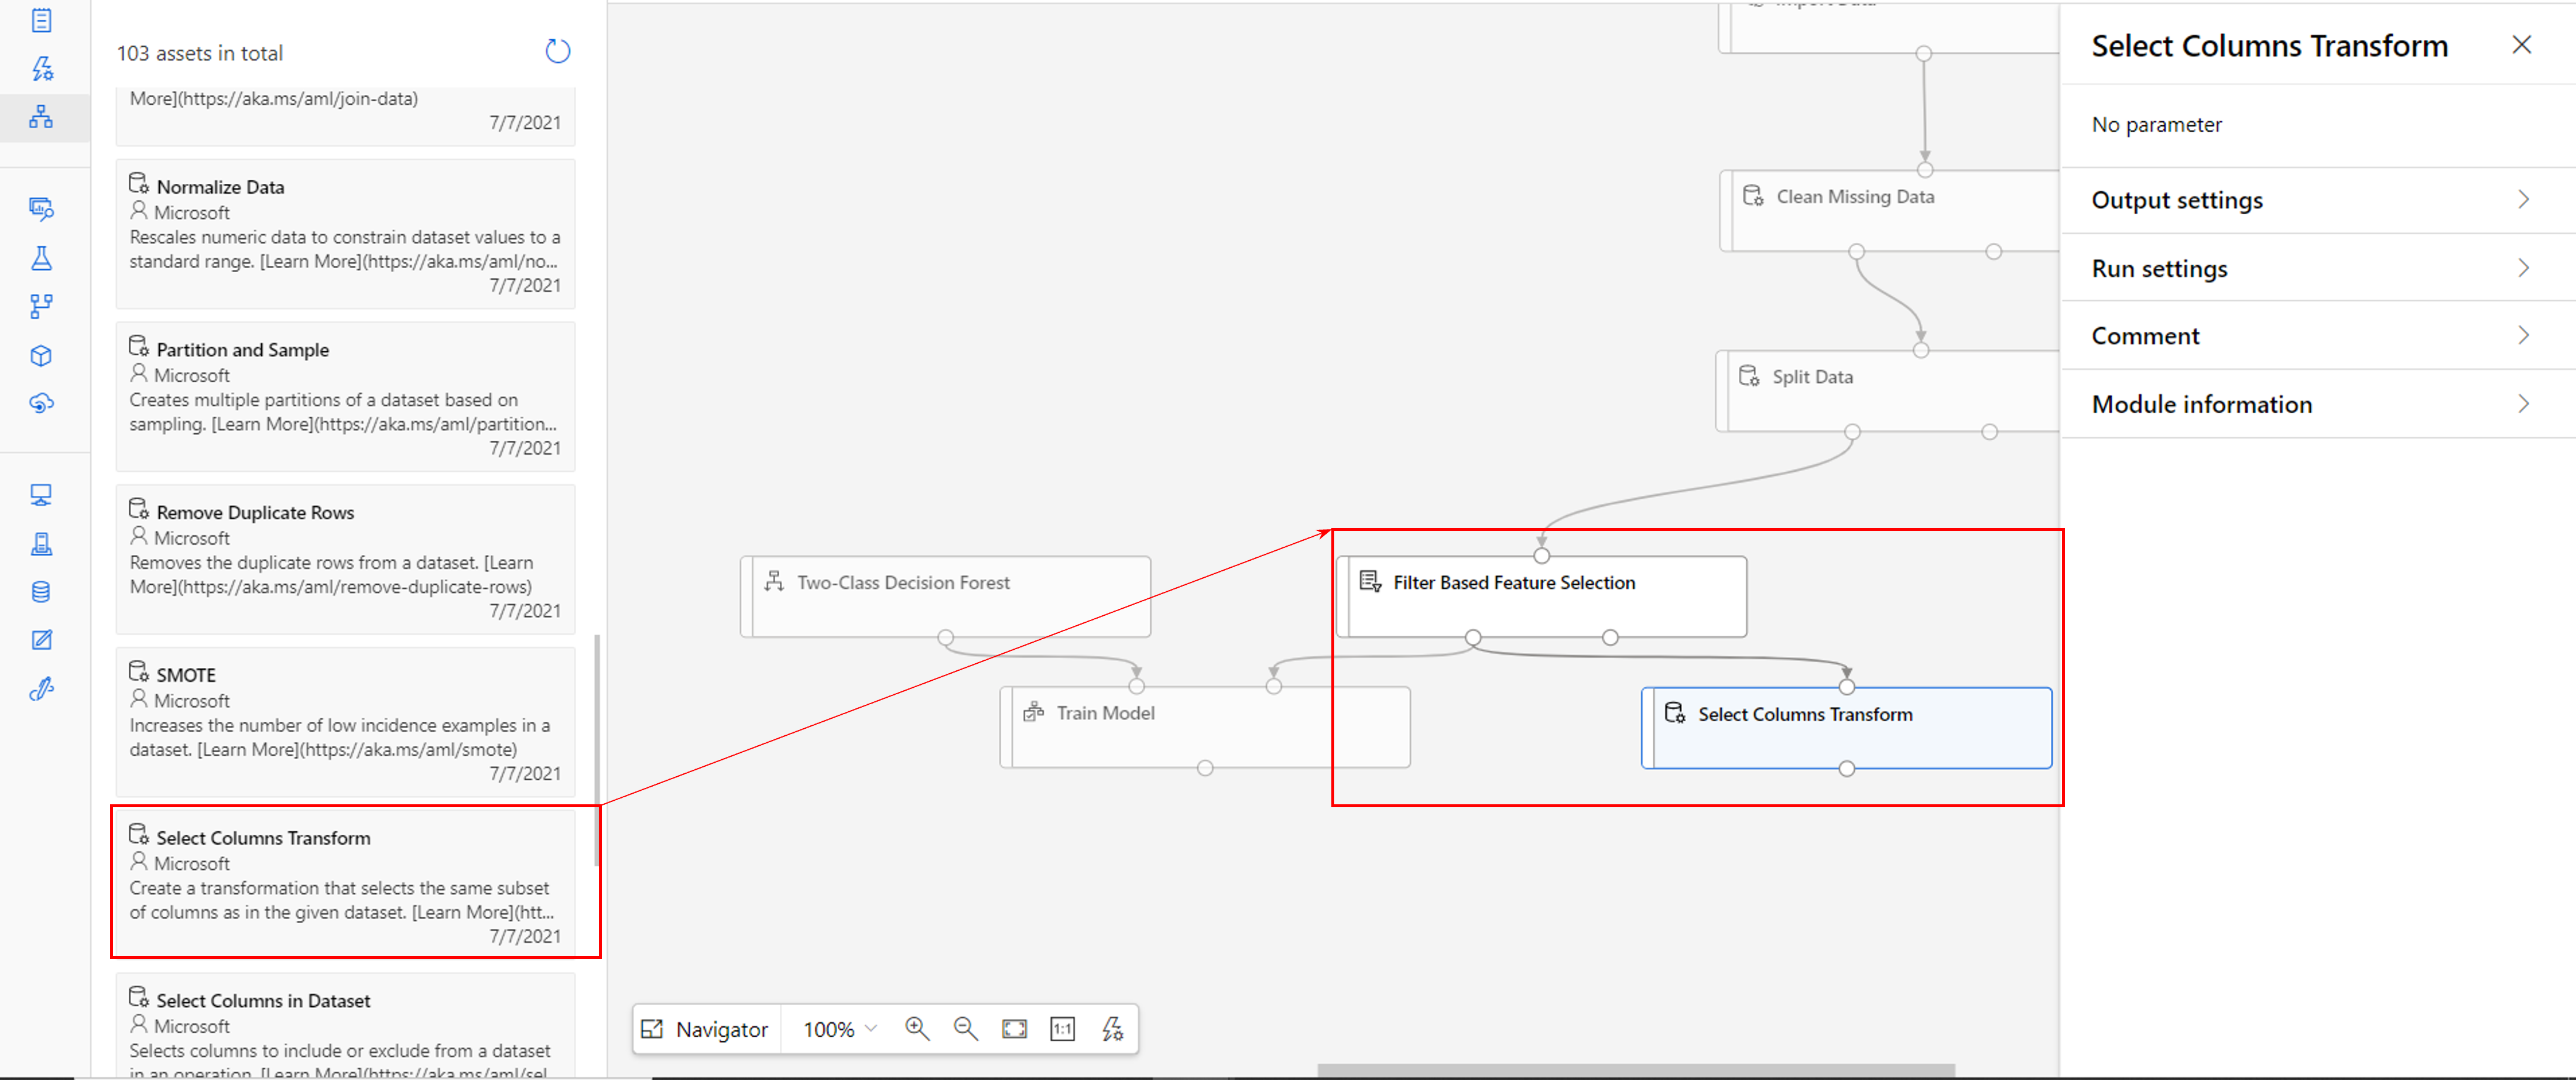 103 assets in total
More](https://aka.ms/aml/join-data)
7/7/2021
Normalize Data
Microsoft
Rescales numeric data to constrain dataset values to a
standard range. [Learn More](https://aka.ms/aml/no...
7/7/2021
Partition and Sample
Microsoft
Creates multiple partitions of a dataset based on
sampling. [Learn More](https://aka.ms/aml/partition...
7/7/2021
Remove Duplicate Rows
Microsoft
Removes the duplicate rows from a dataset. [Learn
More](https://aka.ms/aml/remove-duplicate-rows)
7/7/2021
SMOTE
Microsoft
Increases the number of low incidence examples in a
dataset. [Learn More](https://aka.ms/aml/smote)
7/7/2021
Select Columns Transform
Microsoft
Create a transformation that selects the same subset
of columns as in the given dataset. [Learn More](htt...
7/7/2021
Select Columns in Dataset
Microsoft
Selects columns to include or exclude from a dataset
in an operation. [Learn More](https://aka.ms/aml/sel
Import Data
Clean Missing Data
Split Data
Two-Class Decision Forest
Filter Based Feature Selection
Train Model
Select Columns Transform
Navigator
100%
1:1
Select Columns Transform
No parameter
Output settings
Run settings
Comment
Module information